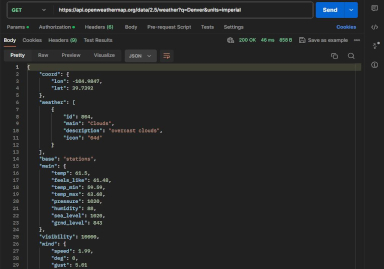 GET https://api.openweathermap.org/data/2.5/weather?q=Denver&units=imperial Send
Params Authorization Headers (6) Body Pre-request Script Tests Settings Cookies
Body Cookies Headers (9) Test Results 200 OK 46 ms 858 B Save as example
Pretty Raw Preview Visualize JSON
1 {
2 "coord": {
3 "lon": -104.9847,
4 "lat": 39.7392
5 },
6 "weather": [
7 {
8 "id": 804,
9 "main": "Clouds",
10 "description": "overcast clouds",
11 "icon": "04d"
12 }
13 ],
14 "base": "stations",
15 "main": {
16 "temp": 61.5,
17 "feels_like": 61.48,
18 "temp_min": 59.59,
19 "temp_max": 63.68,
20 "pressure": 1020,
21 "humidity": 88,
22 "sea_level": 1020,
23 "grnd_level": 843
24 },
25 "visibility": 10000,
26 "wind": {
27 "speed": 1.99,
28 "deg": 0,
29 "gust": 5.01